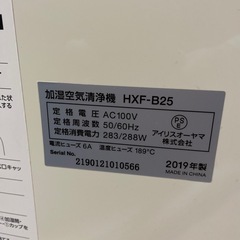 加湿空気清浄機 HXF-B25
定格電圧 AC100V
定格周波数 50/60Hz
定格消費電力 283/288W
電流ヒューズ 6A 温度ヒューズ 189℃
Serial No.
2190121010566
PSE
アイリスオーヤマ
株式会社
2019年製
MADE IN CHINA